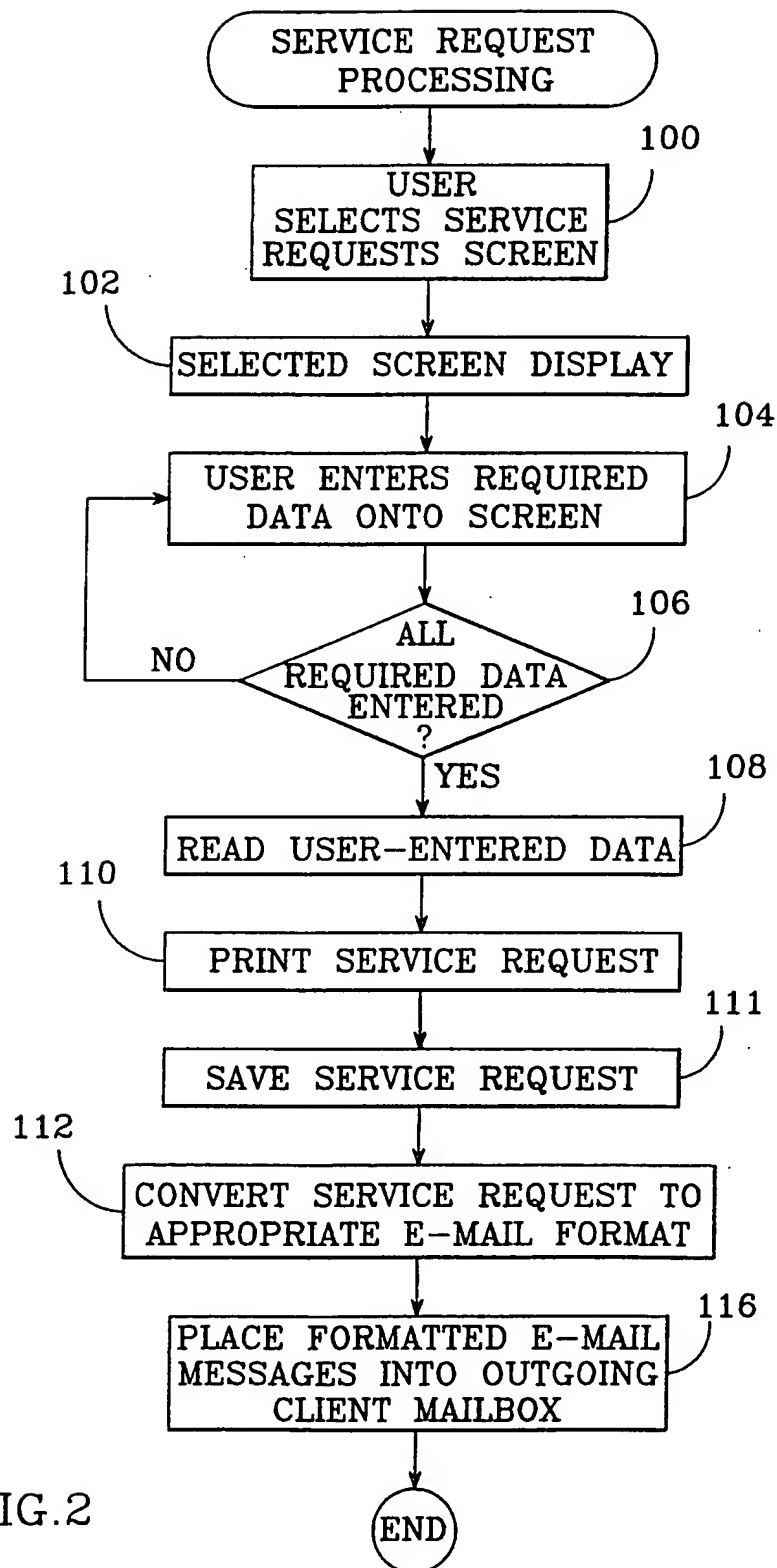 SERVICE REQUEST
PROCESSING
100
USER
SELECTS SERVICE
REQUESTS SCREEN
102
SELECTED SCREEN DISPLAY
104
USER ENTERS REQUIRED
DATA ONTO SCREEN
106
ALL
REQUIRED DATA
ENTERED
?
NO
YES
108
READ USER-ENTERED DATA
110
PRINT SERVICE REQUEST
111
SAVE SERVICE REQUEST
112
CONVERT SERVICE REQUEST TO
APPROPRIATE E-MAIL FORMAT
116
PLACE FORMATTED E-MAIL
MESSAGES INTO OUTGOING
CLIENT MAILBOX
IG.2
END